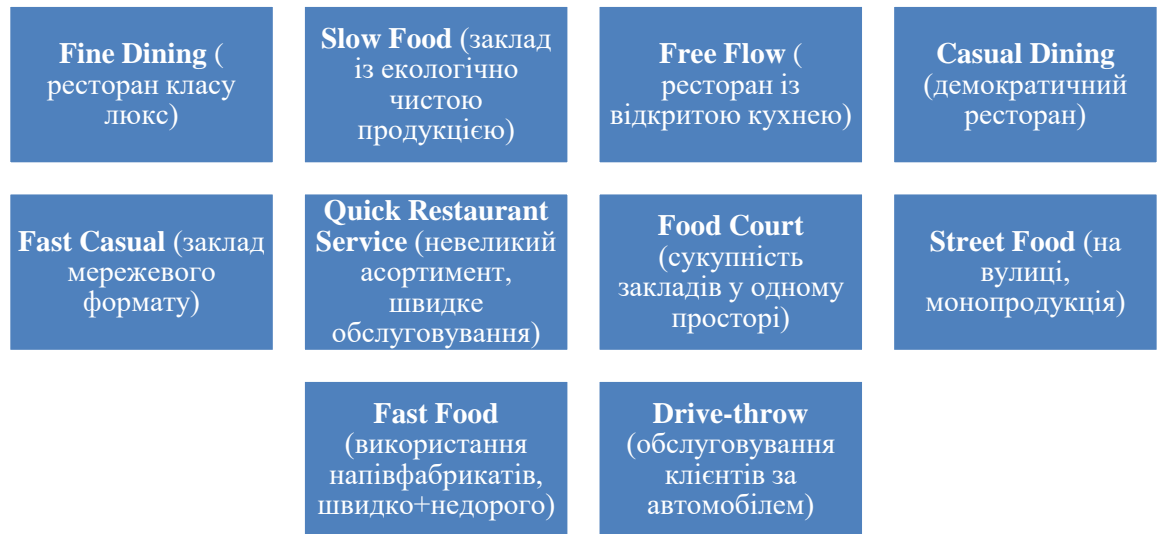 Fine Dining (
ресторан класу
люкс)
Slow Food (заклад
із екологічно
чистою
продукцією)
Free Flow (
ресторан із
відкритою кухнею)
Casual Dining
(демократичний
ресторан)
Fast Casual (заклад
мережевого
формату)
Quick Restaurant
Service (невеликий
асортимент,
швидке
обслуговування)
Food Court
(сукупність
закладів у одному
просторі)
Street Food (на
вулиці,
монопродукція)
Fast Food
(використання
напівфабрикатів,
швидко+недорого)
Drive-throw
(обслуговування
клієнтів за
автомобілем)